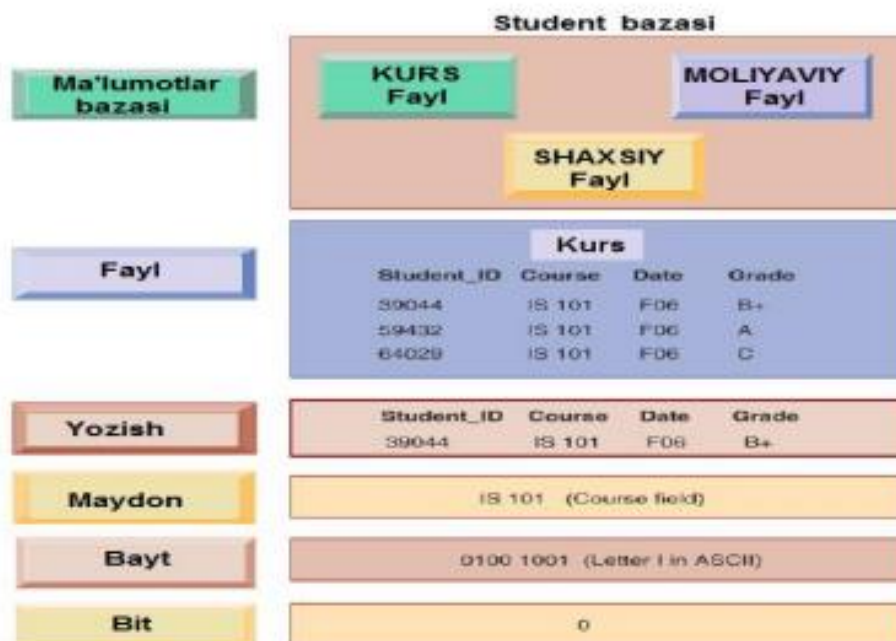 Student bazasi
Ma'lumotlar
bazasi
KURS
Fayl
MOLIYAVIY
Fayl
SHAXSIY
Fayl
Fayl
Kurs
Student_ID Course Date Grade
39044 IS 101 F06 B+
59432 IS 101 F06 A
64029 IS 101 F06 C
Yozish
Student_ID Course Date Grade
39044 IS 101 F06 B+
Maydon
IS 101 (Course field)
Bayt
0100 1001 (Letter I in ASCII)
Bit
0